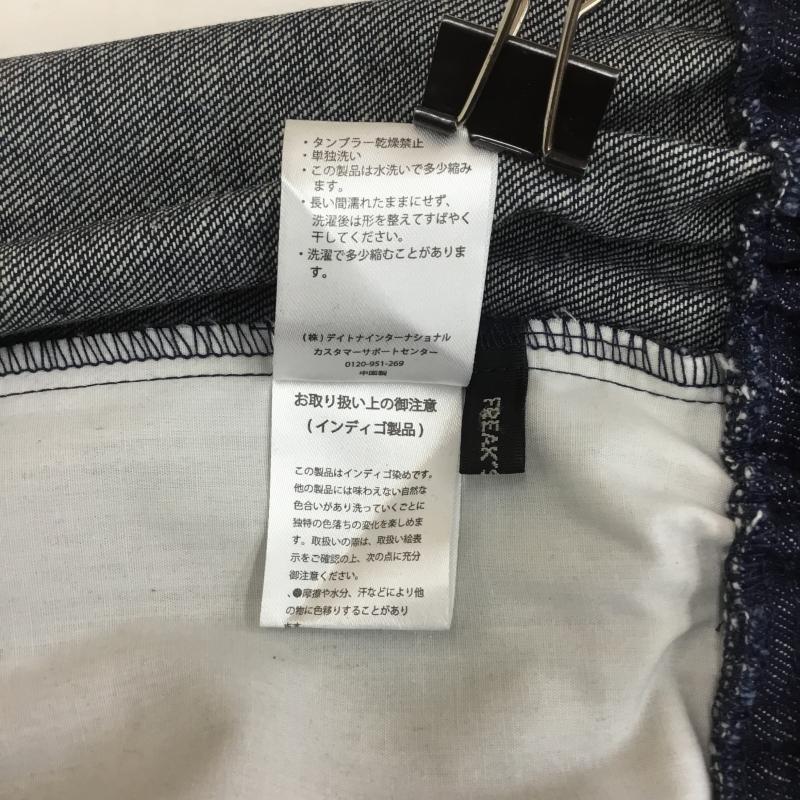 ・タンブラー乾燥禁止
・単独洗い
・この製品は水洗いで多少縮み
ます。
・長い間濡れたままにせず、
洗濯後は形を整えてすばやく
干してください。
・洗濯で多少縮むことがありま
す。
(株)デイトナインターナショナル
カスタマーサポートセンター
0120-951-269
中国製
お取り扱い上の御注意
(インディゴ製品)
この製品はインディゴ染めです。
他の製品には味わえない自然な
色合いがあり洗っていくごとに
独特の色落ちの変化を楽しめま
す。取扱いの際は、取扱い絵表
示をご確認の上、次の点に充分
御注意ください。
、●摩擦や水分、汗などにより他
の物に色移りすることがあり
ます
FREAK'S